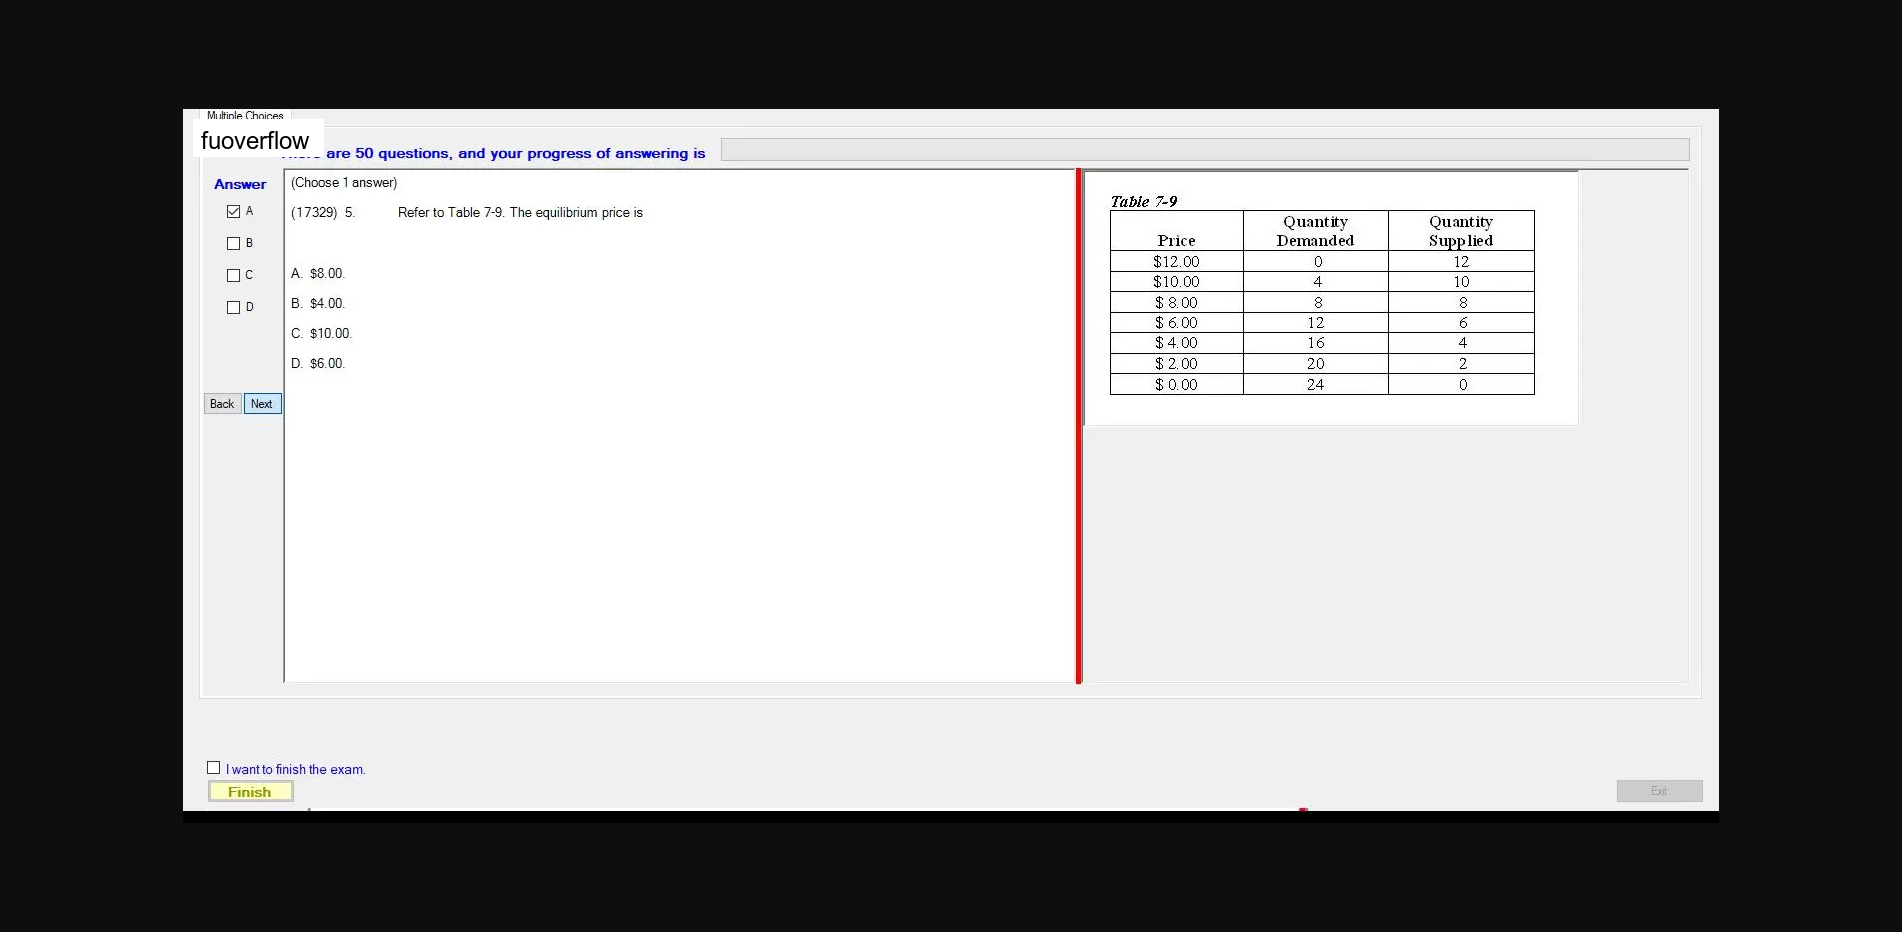 Multiple Choices
fuoverflow
are 50 questions, and your progress of answering is
Answer
A
B
C
D
Back Next
(Choose 1 answer)
(17329) 5. Refer to Table 7-9. The equilibrium price is
A. $8.00.
B. $4.00.
C. $10.00.
D. $6.00.
Table 7-9
Price Quantity Demanded Quantity Supplied
$12.00 0 12
$10.00 4 10
$ 8.00 8 8
$ 6.00 12 6
$ 4.00 16 4
$ 2.00 20 2
$ 0.00 24 0
I want to finish the exam.
Finish
Exit